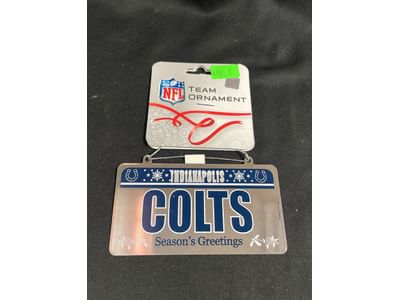 NFL
TEAM
ORNAMENT
INDIANAPOLIS
COLTS
Season's Greetings